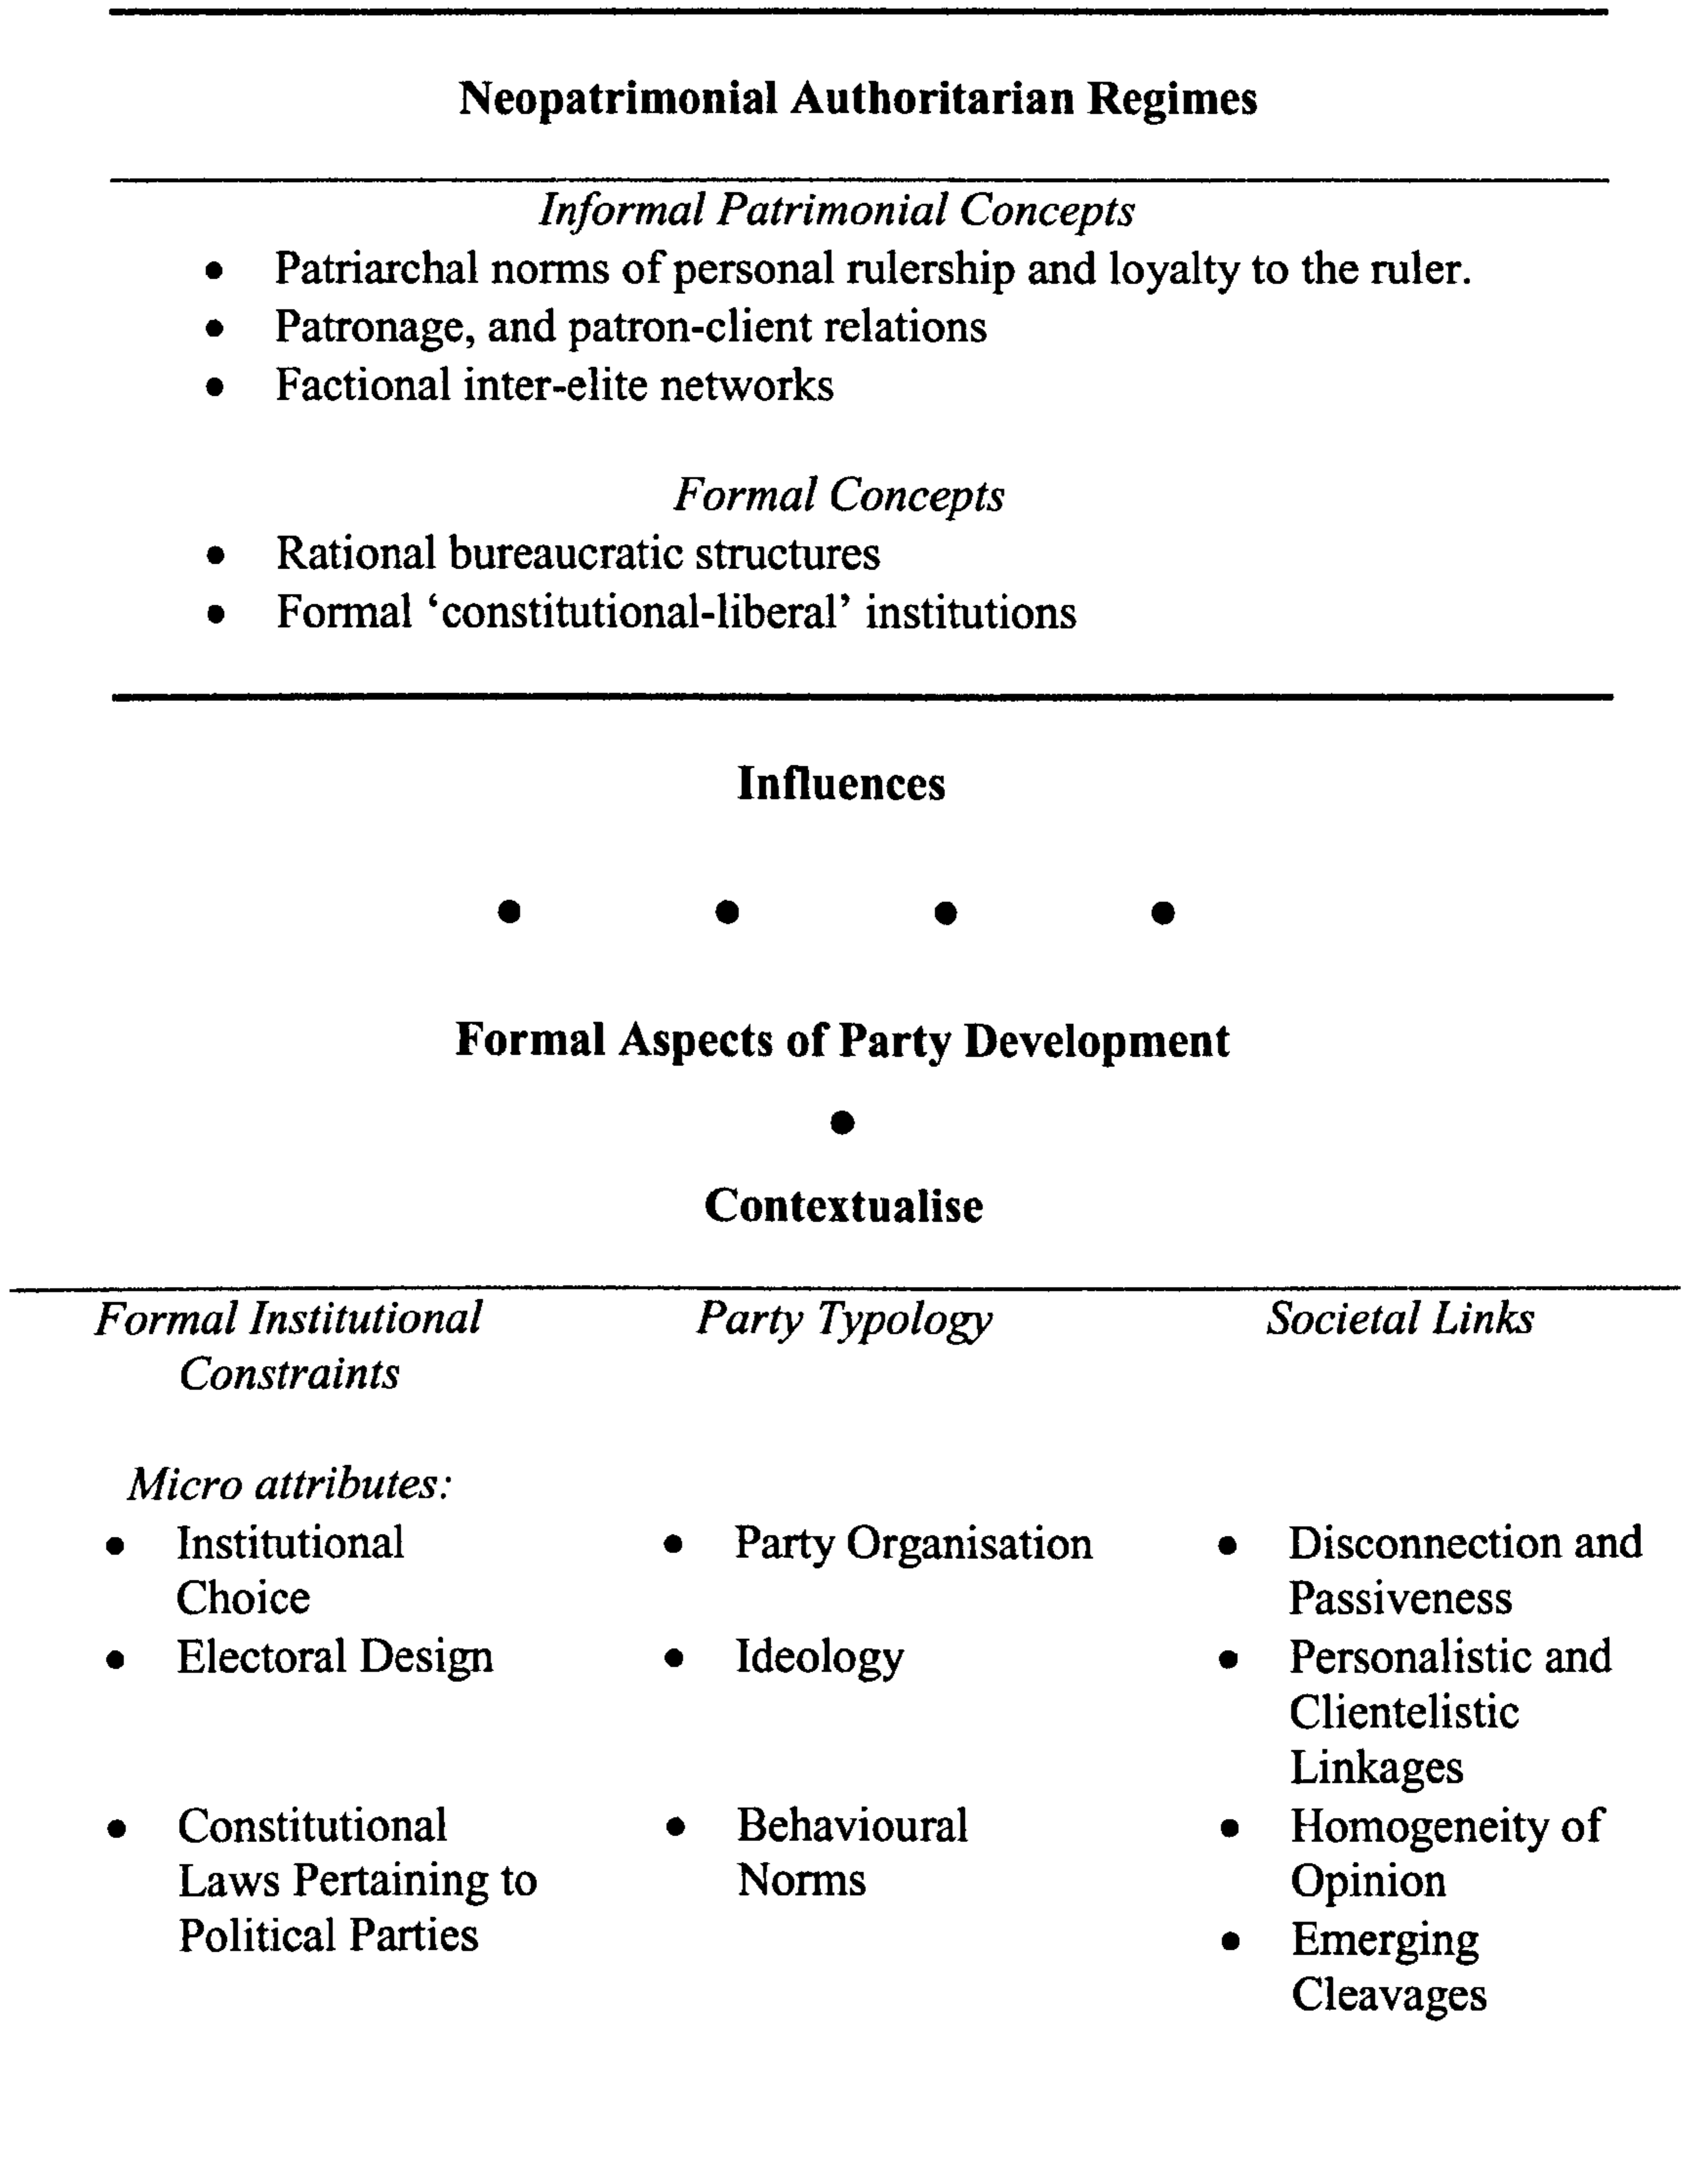 Neopatrimonial Authoritarian Regimes
Informal Patrimonial Concepts
• Patriarchal norms of personal rulership and loyalty to the ruler.
• Patronage, and patron-client relations
• Factional inter-elite networks
Formal Concepts
• Rational bureaucratic structures
• Formal ‘constitutional-liberal’ institutions
Influences
• • • •
Formal Aspects of Party Development
•
Contextualise
Formal Institutional
Constraints
Party Typology
Societal Links
Micro attributes:
• Institutional
Choice
• Electoral Design
• Constitutional
Laws Pertaining to
Political Parties
• Party Organisation
• Ideology
• Behavioural
Norms
• Disconnection and
Passiveness
• Personalistic and
Clientelistic
Linkages
• Homogeneity of
Opinion
• Emerging
Cleavages